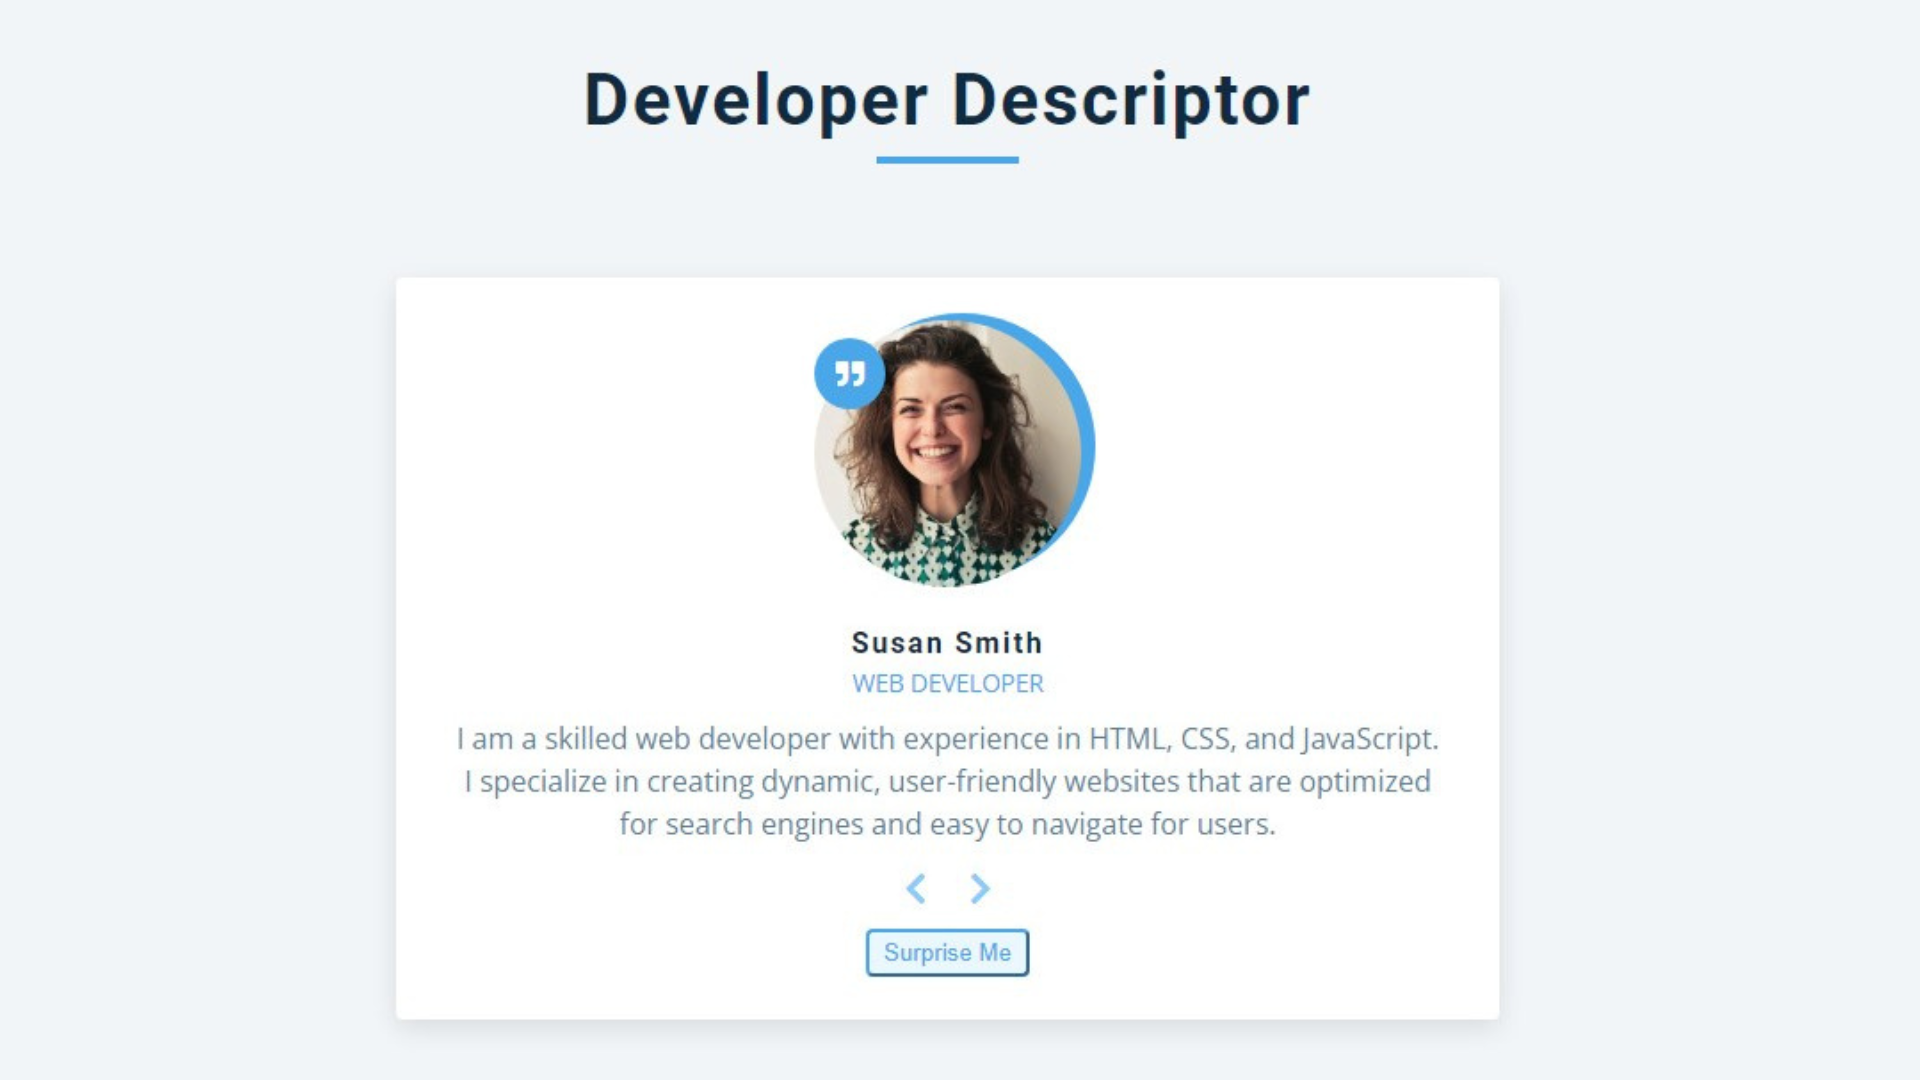 Developer Descriptor
Susan Smith
WEB DEVELOPER
I am a skilled web developer with experience in HTML, CSS, and JavaScript.
I specialize in creating dynamic, user-friendly websites that are optimized
for search engines and easy to navigate for users.
Surprise Me